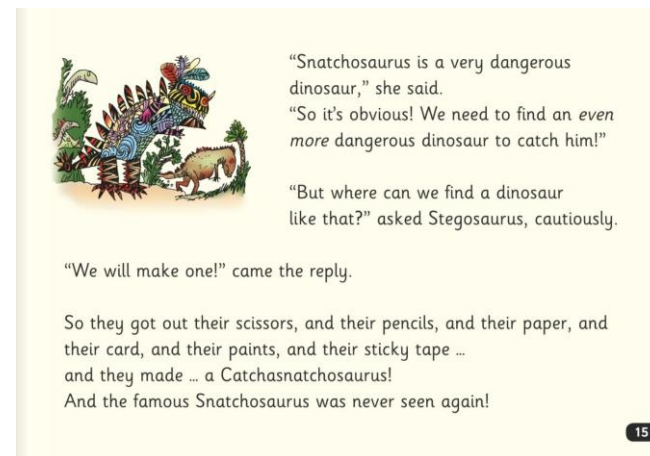 “Snatchosaurus is a very dangerous
dinosaur,” she said.
“So it’s obvious! We need to find an even
more dangerous dinosaur to catch him!”
“But where can we find a dinosaur
like that?” asked Stegosaurus, cautiously.
“We will make one!” came the reply.
So they got out their scissors, and their pencils, and their paper, and
their card, and their paints, and their sticky tape ...
and they made ... a Catchasnatchosaurus!
And the famous Snatchosaurus was never seen again!
15